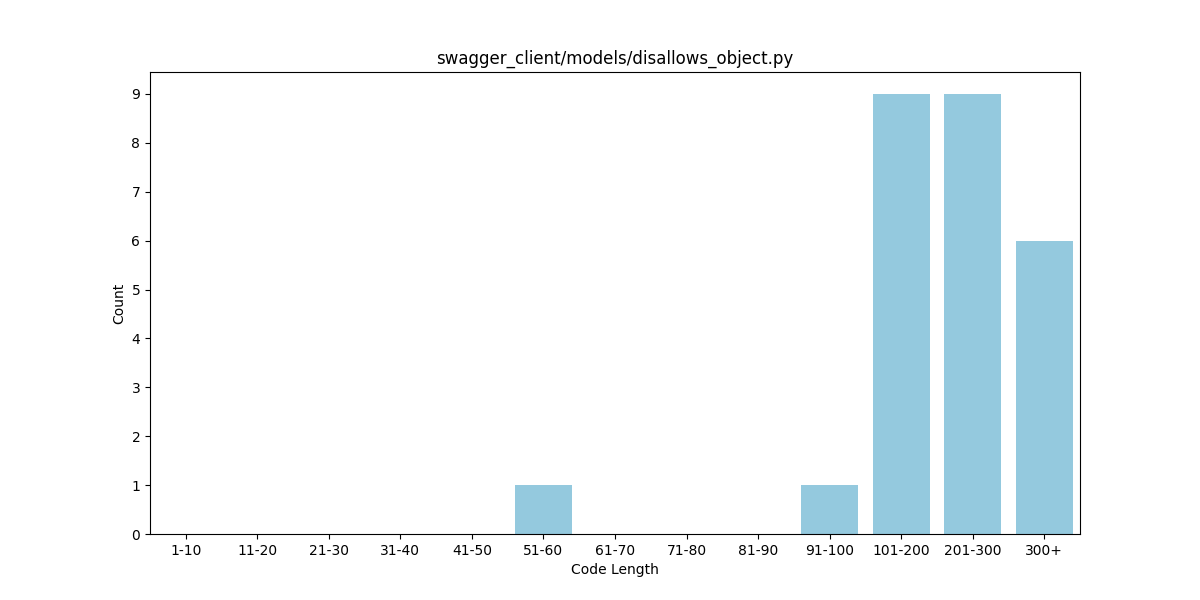 swagger_client/models/disallows_object.py
Count
9
8
7
6
5
4
3
2
1
0
1-10 11-20 21-30 31-40 41-50 51-60 61-70 71-80 81-90 91-100 101-200 201-300 300+
Code Length